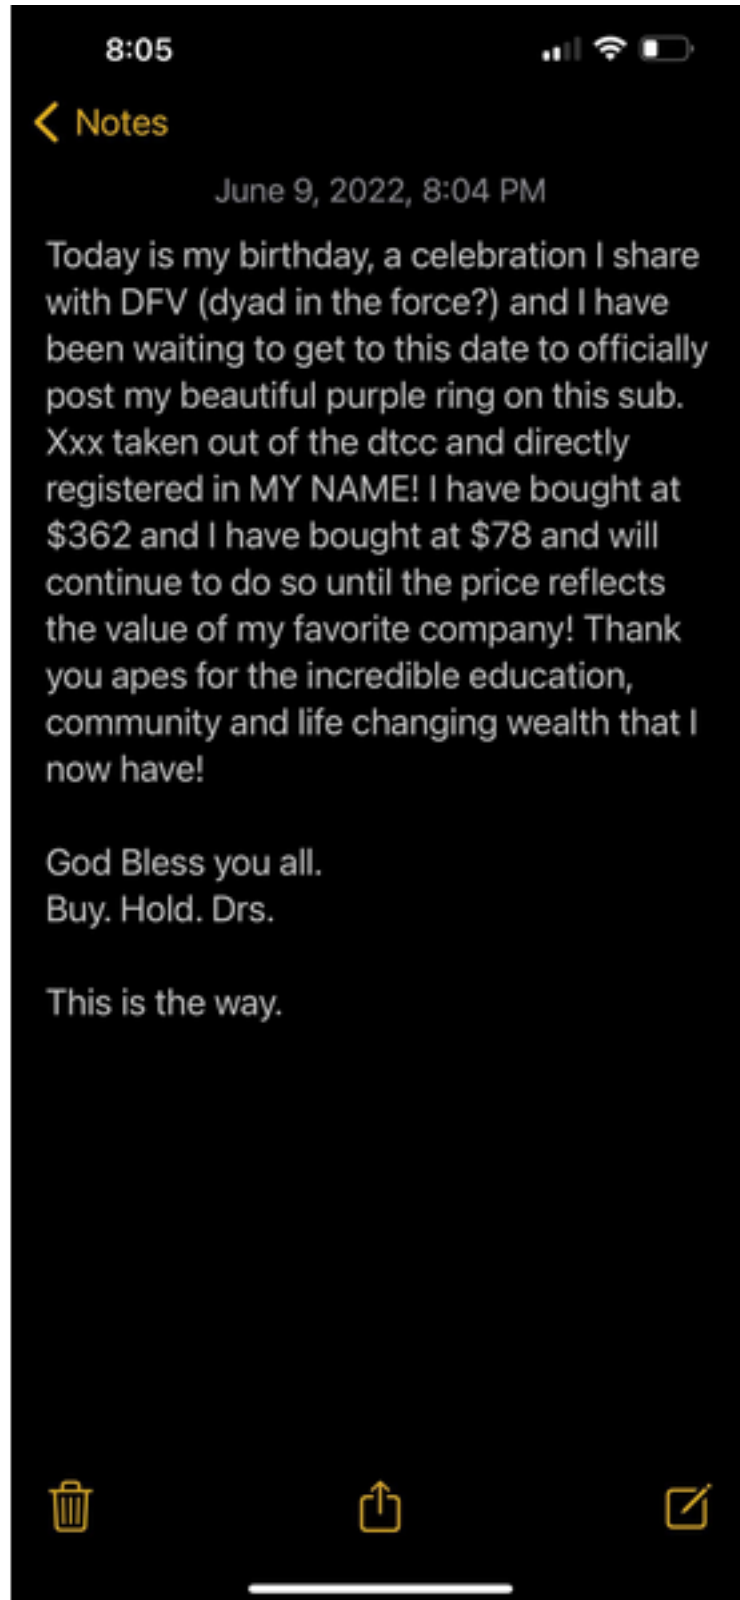 8:05
Notes
June 9, 2022, 8:04 PM
Today is my birthday, a celebration I share
with DFV (dyad in the force?) and I have
been waiting to get to this date to officially
post my beautiful purple ring on this sub.
Xxx taken out of the dtcc and directly
registered in MY NAME! I have bought at
$362 and I have bought at $78 and will
continue to do so until the price reflects
the value of my favorite company! Thank
you apes for the incredible education,
community and life changing wealth that I
now have!
God Bless you all.
Buy. Hold. Drs.
This is the way.